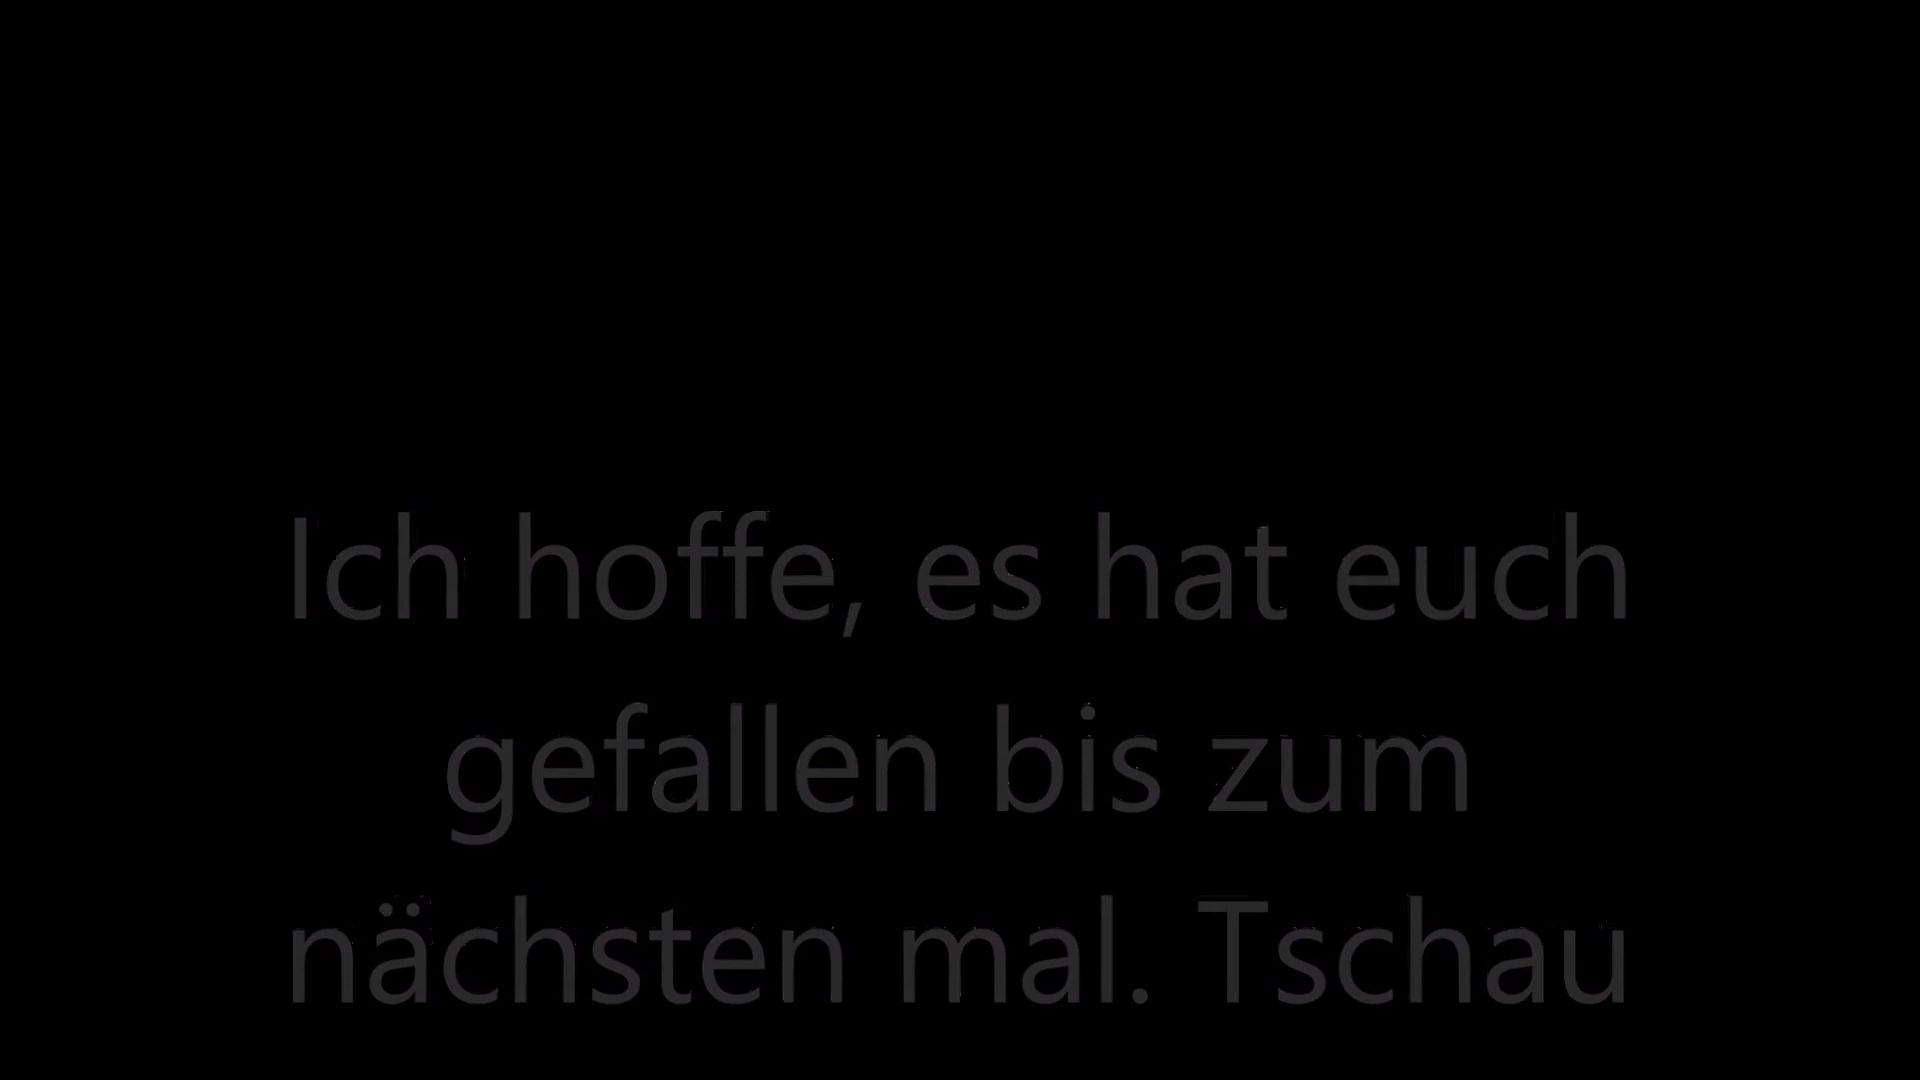 Ich hoffe, es hat euch
gefallen bis zum
nächsten mal. Tschau